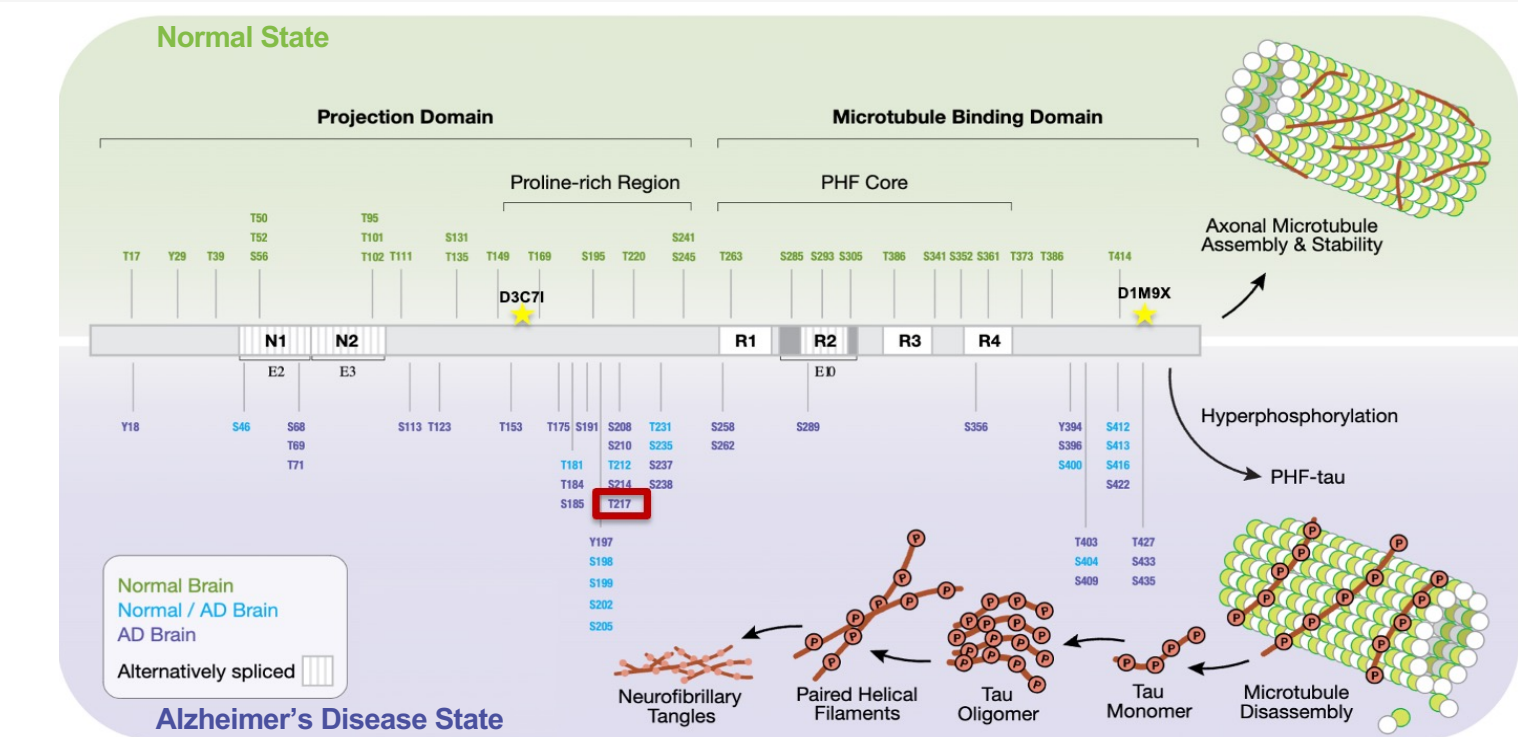 Normal State
Projection Domain
Microtubule Binding Domain
Proline-rich Region
PHF Core
Axonal Microtubule
Assembly & Stability
T50
T52
S56
T95
T101
T102
S131
T135
S241
S245
T17
Y29
T39
T111
T149
T169
S195
T220
T263
S285
S293
S305
T386
S341
S352
S361
T373
T386
T414
D3C7I
D1M9X
N1
N2
R1
R2
R3
R4
E2
E3
E10
Y18
S46
S68
T69
T71
S113
T123
T153
T175
T181
T184
S185
S191
Y197
S198
S199
S202
S205
S208
S210
T212
S214
T217
T231
S235
S237
S238
S258
S262
S289
S356
Y394
S396
S400
T403
S404
S409
S412
S413
S416
S422
T427
S433
S435
Hyperphosphorylation
PHF-tau
Normal Brain
Normal / AD Brain
AD Brain
Alternatively spliced
P P P P P P P P
P P P P P P P P P P P P P
P P P P
P P P P P P P P P P P
Neurofibrillary
Tangles
Paired Helical
Filaments
Tau
Oligomer
Tau
Monomer
Microtubule
Disassembly
Alzheimer's Disease State